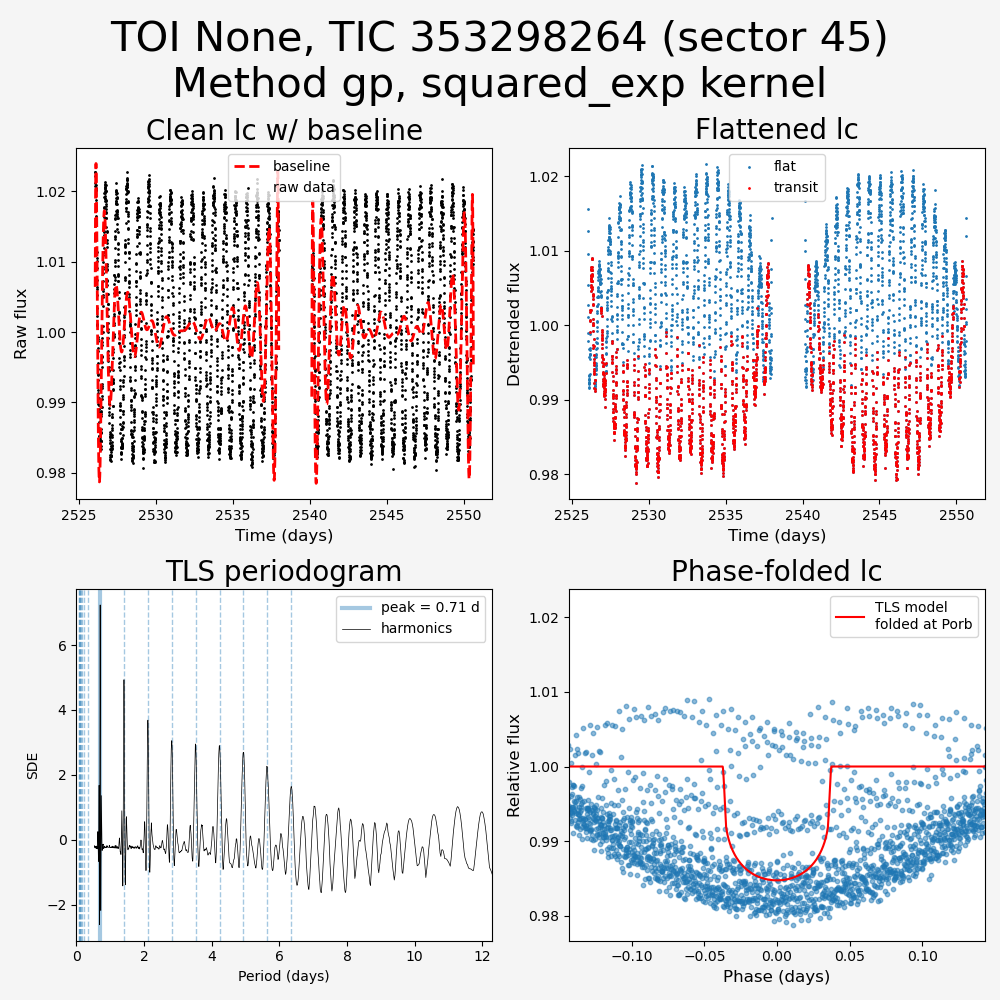 TOI None, TIC 353298264 (sector 45)
Method gp, squared_exp kernel
Clean lc w/ baseline
baseline
raw data
Raw flux
1.02
1.01
1.00
0.99
0.98
2525
2530
2535
2540
2545
2550
Time (days)
Flattened lc
flat
transit
Detrended flux
1.02
1.01
1.00
0.99
0.98
2525
2530
2535
2540
2545
2550
Time (days)
TLS periodogram
peak = 0.71 d
harmonics
SDE
6
4
2
0
−2
0
2
4
6
8
10
12
Period (days)
Phase-folded lc
TLS model
folded at Porb
Relative flux
1.02
1.01
1.00
0.99
0.98
−0.10
−0.05
0.00
0.05
0.10
Phase (days)